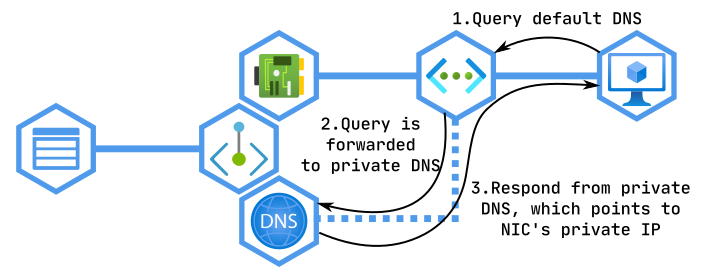 1.Query default DNS
2.Query is
forwarded
to private DNS
3.Respond from private
DNS, which points to
NIC's private IP
DNS